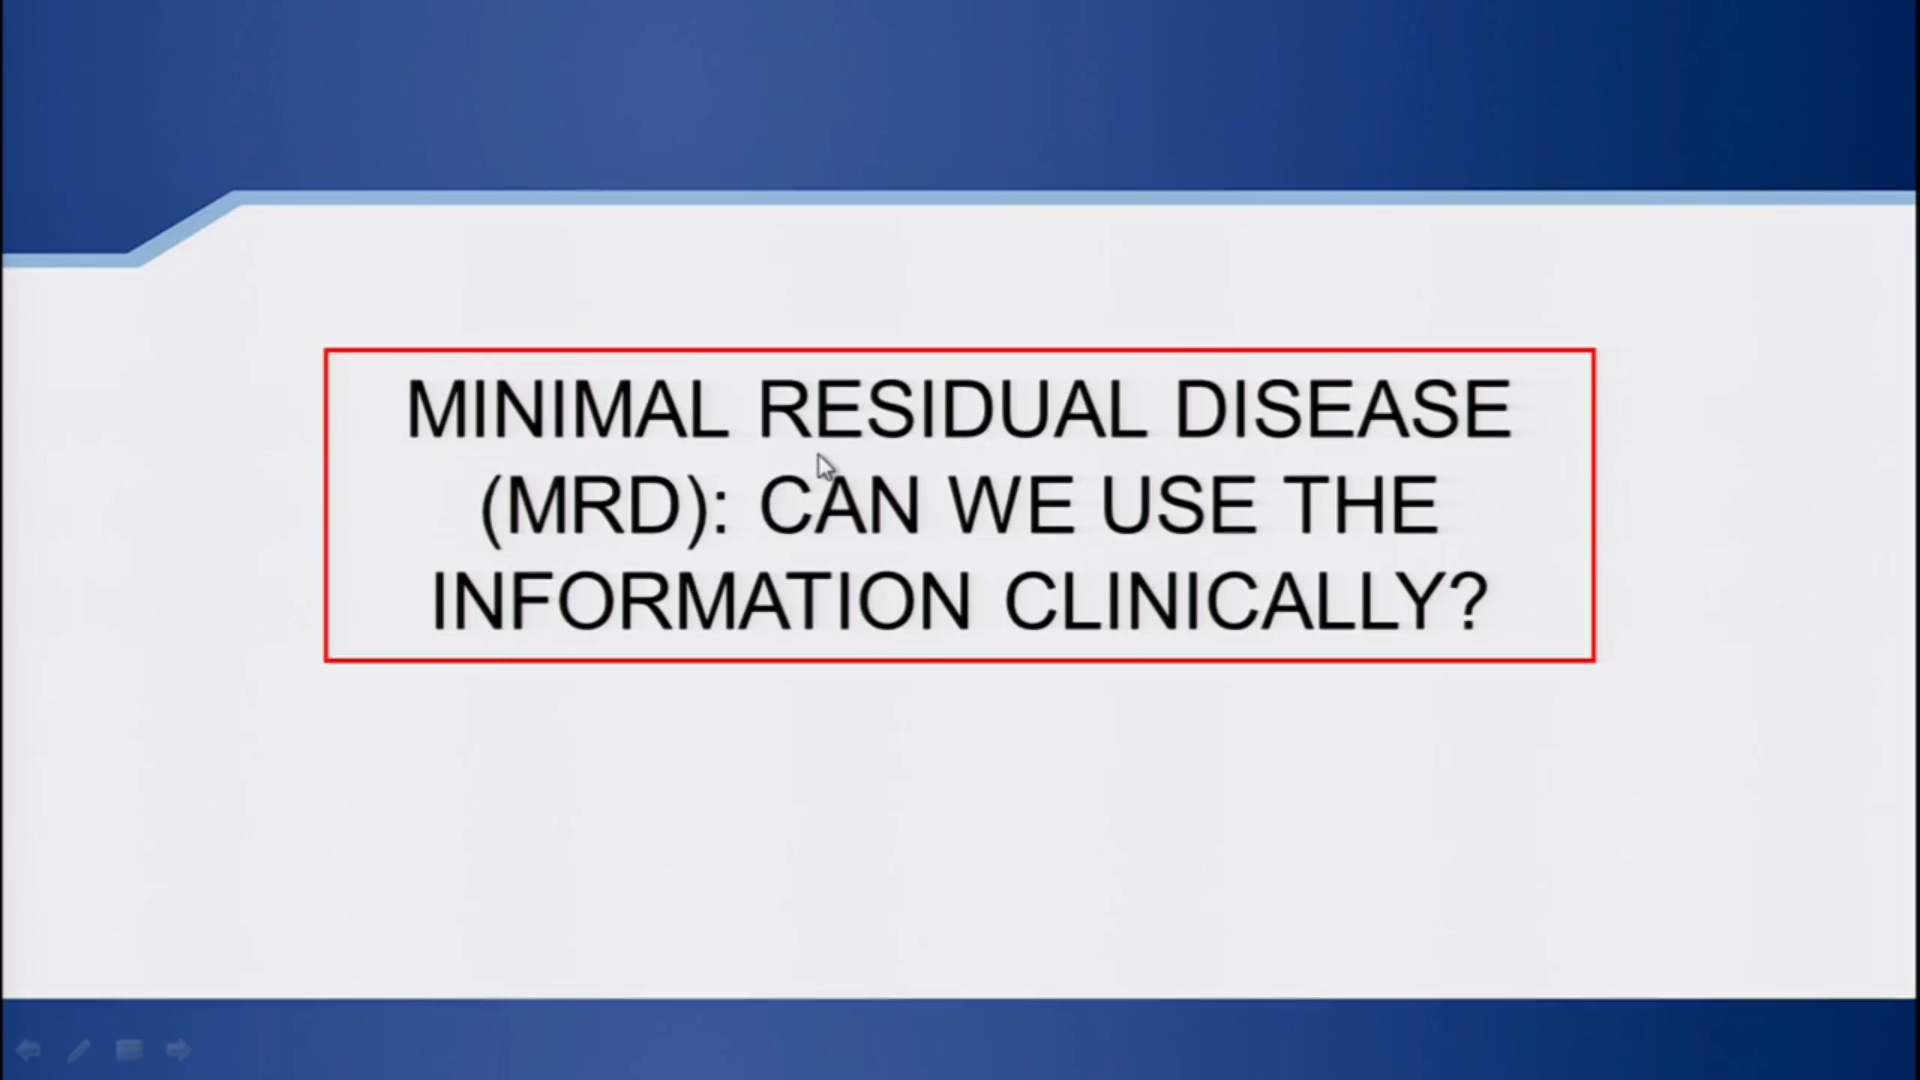 MINIMAL RESIDUAL DISEASE
(MRD): CAN WE USE THE
INFORMATION CLINICALLY?